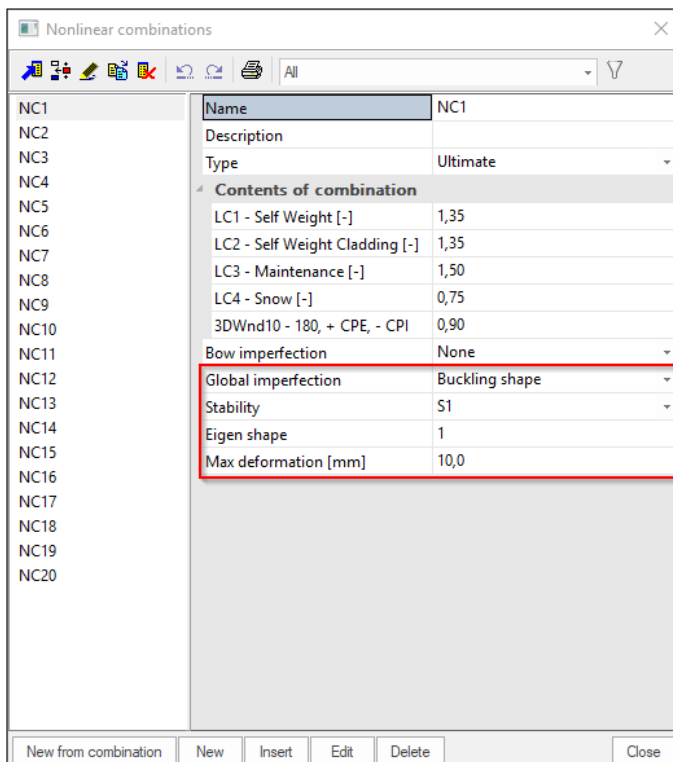 Nonlinear combinations
All
NC1
NC2
NC3
NC4
NC5
NC6
NC7
NC8
NC9
NC10
NC11
NC12
NC13
NC14
NC15
NC16
NC17
NC18
NC19
NC20
Name NC1
Description
Type Ultimate
Contents of combination
LC1 - Self Weight [-] 1,35
LC2 - Self Weight Cladding [-] 1,35
LC3 - Maintenance [-] 1,50
LC4 - Snow [-] 0,75
3DWnd10 - 180, + CPE, - CPI 0,90
Bow imperfection None
Global imperfection Buckling shape
Stability S1
Eigen shape 1
Max deformation [mm] 10,0
New from combination New Insert Edit Delete Close